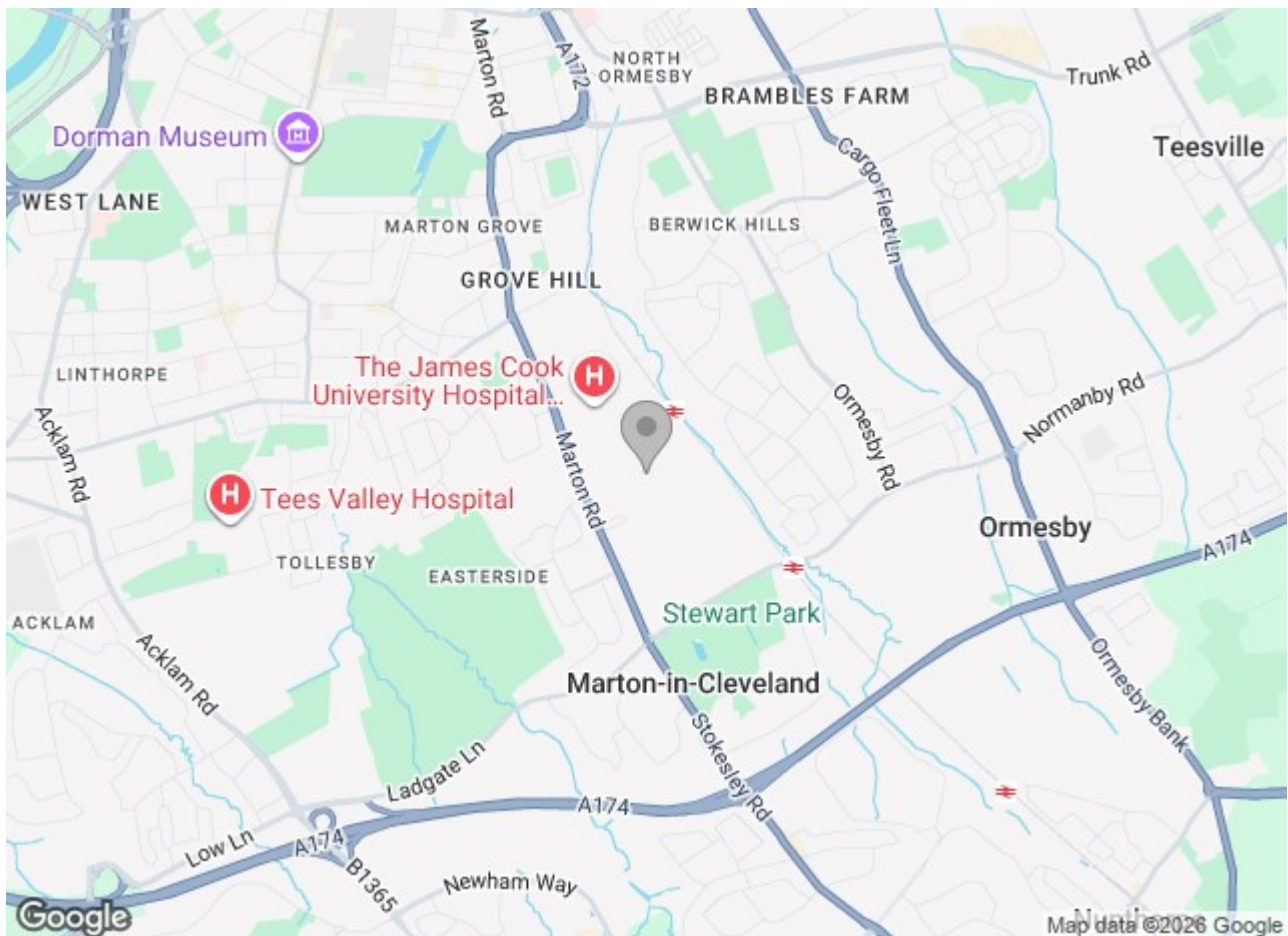 Marton Rd
A172
NORTH
ORMESBY
Trunk Rd
BRAMBLES FARM
Dorman Museum
Teesville
Cargo Fleet Ln
WEST LANE
MARTON GROVE
BERWICK HILLS
GROVE HILL
The James Cook
University Hospital...
H
LINTHORPE
Ormesby Rd
Normanby Rd
Acklam Rd
Marton Rd
H
Tees Valley Hospital
Ormesby
A174
TOLLESBY
EASTERSIDE
Stewart Park
ACKLAM
Acklam Rd
Marton-in-Cleveland
Ormesby Bank
Stokesley Rd
Ladgate Ln
A174
Low Ln
A174
B1365
Newham Way
Google
Map data ©2026 Google